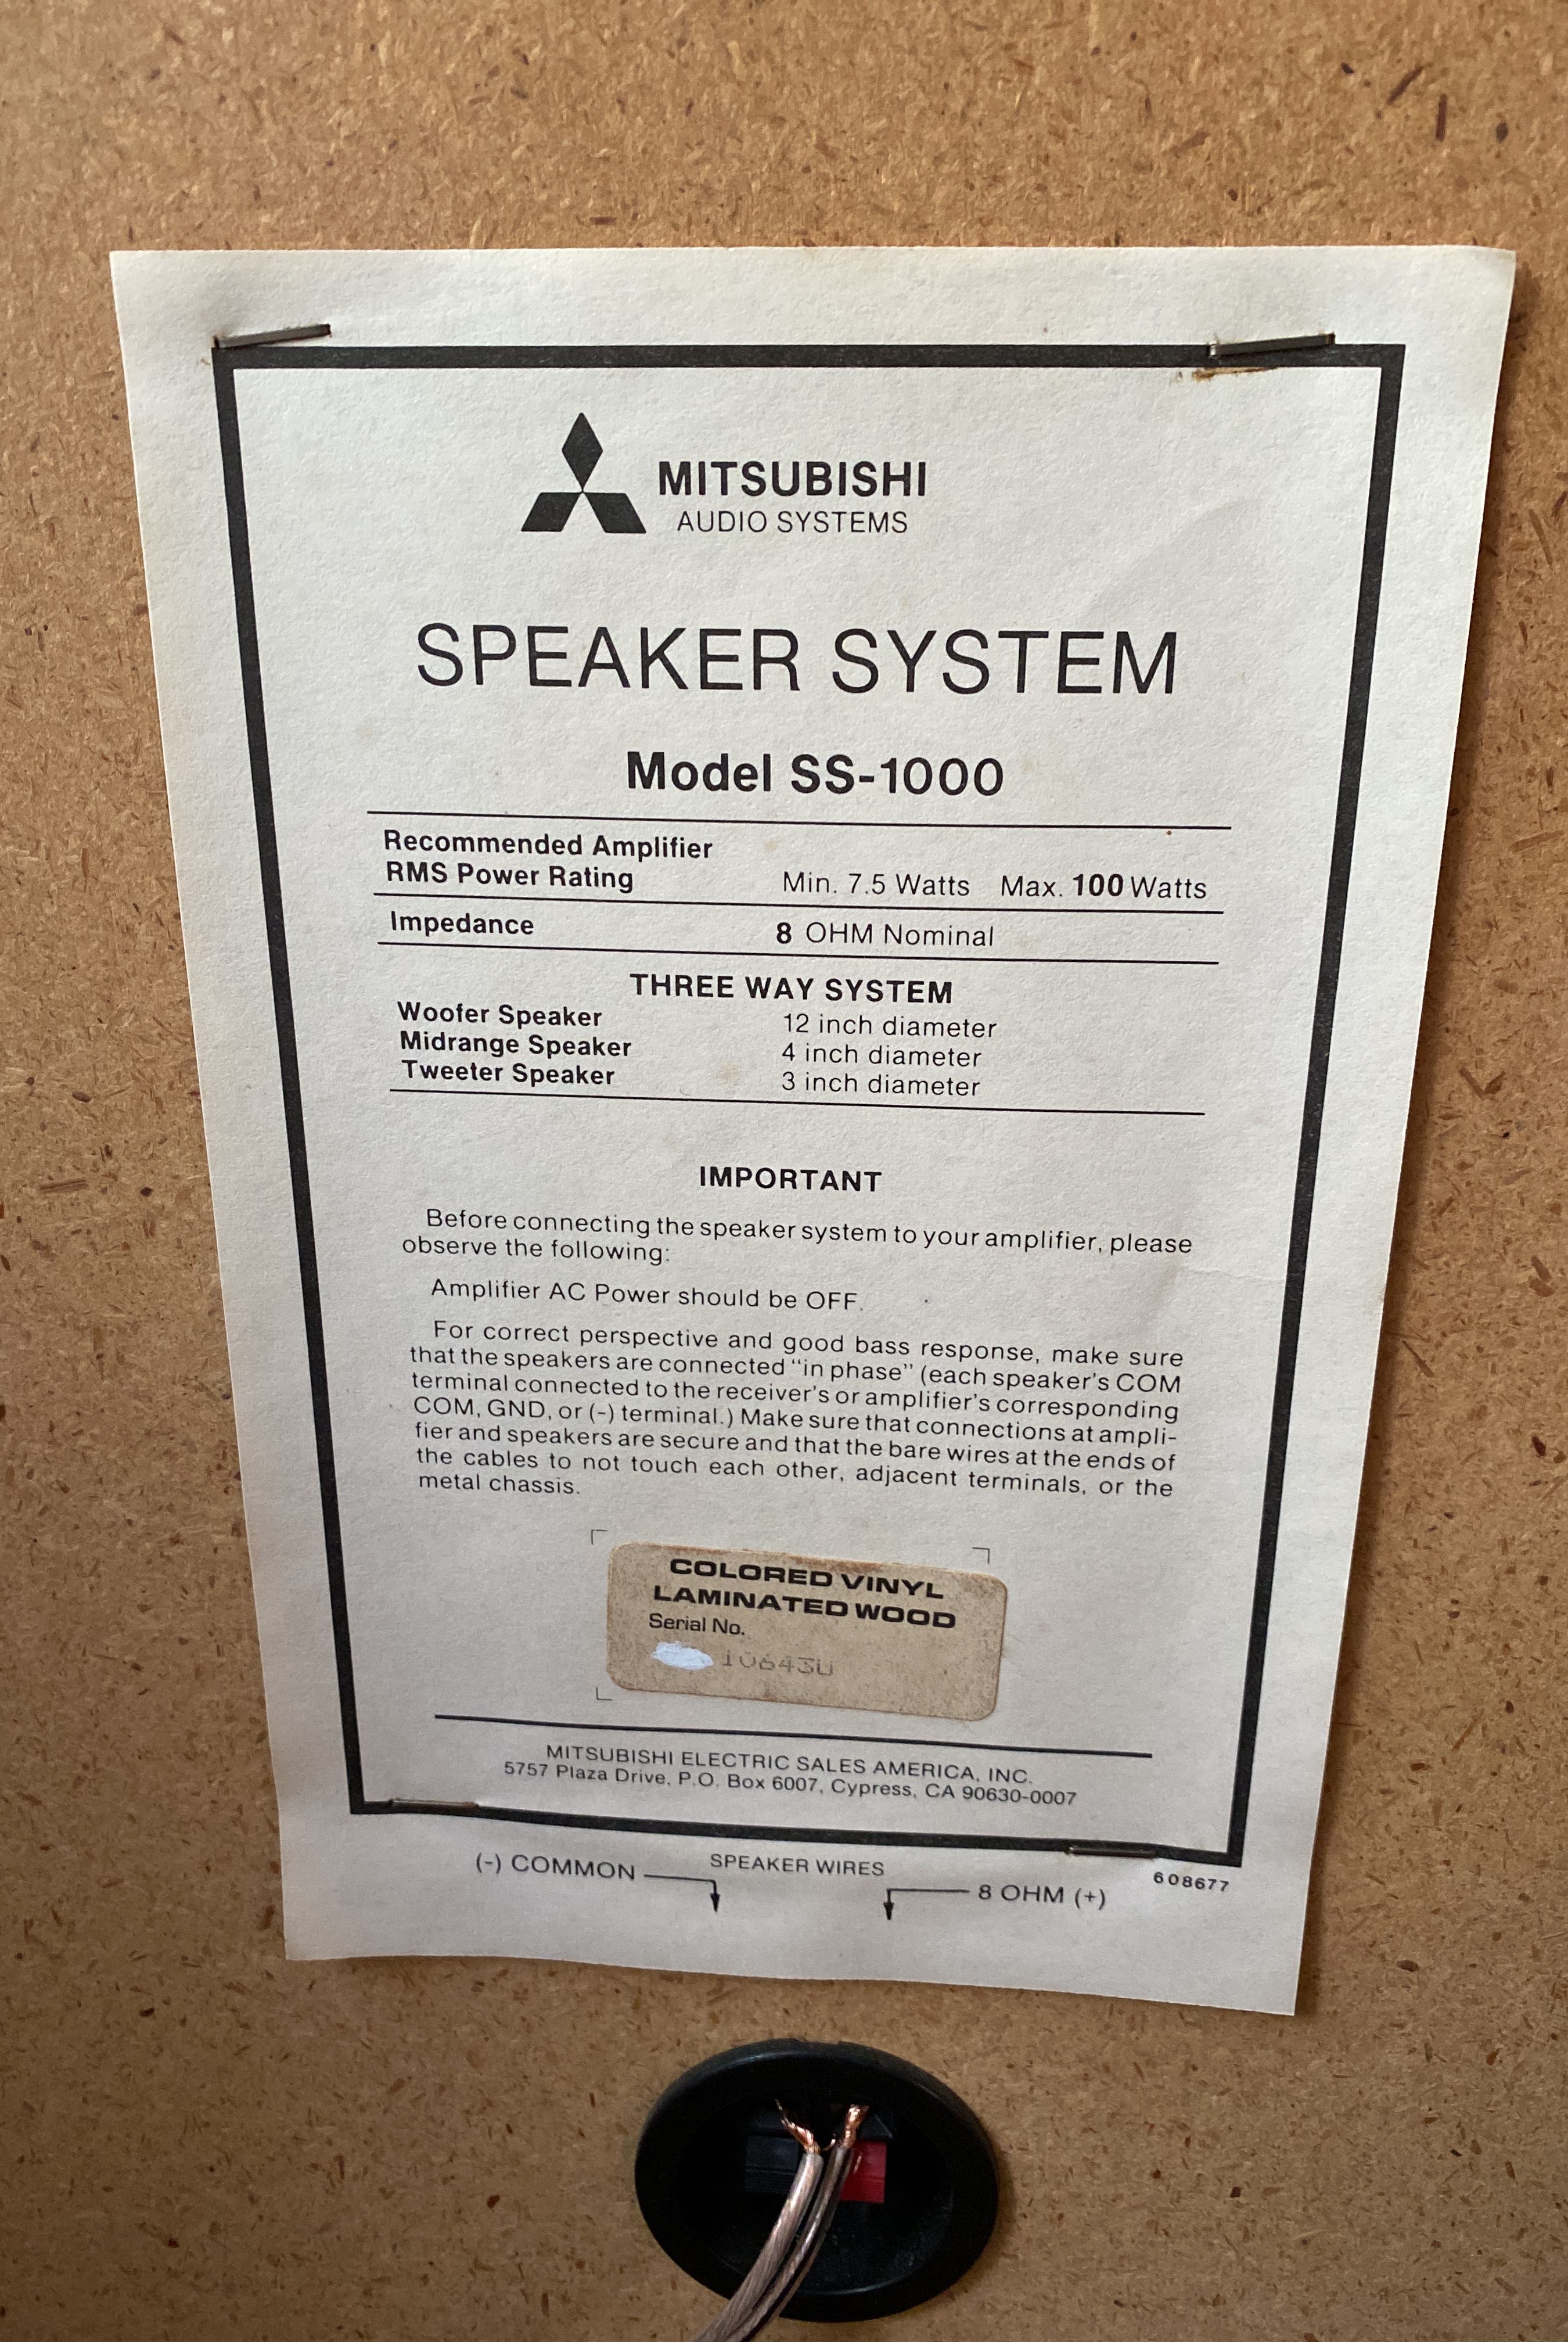 MITSUBISHI
AUDIO SYSTEMS
SPEAKER SYSTEM
Model SS-1000
Recommended Amplifier
RMS Power Rating Min. 7.5 Watts Max. 100 Watts
Impedance 8 OHM Nominal
THREE WAY SYSTEM
Woofer Speaker 12 inch diameter
Midrange Speaker 4 inch diameter
Tweeter Speaker 3 inch diameter
IMPORTANT
Before connecting the speaker system to your amplifier, please
observe the following:
Amplifier AC Power should be OFF.
For correct perspective and good bass response, make sure
that the speakers are connected "in phase" (each speaker's COM
terminal connected to the receiver's or amplifier's corresponding
COM, GND, or (-) terminal.) Make sure that connections at ampli-
fier and speakers are secure and that the bare wires at the ends of
the cables to not touch each other, adjacent terminals, or the
metal chassis.
COLORED VINYL
LAMINATED WOOD
Serial No.
MITSUBISHI ELECTRIC SALES AMERICA, INC.
5757 Plaza Drive, P.O. Box 6007, Cypress, CA 90630-0007
(-) COMMON SPEAKER WIRES 8 OHM (+)
608677